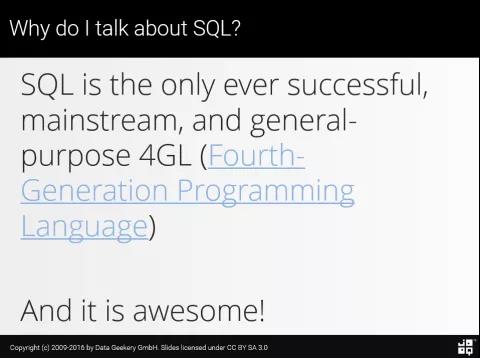 Why do I talk about SQL?
SQL is the only ever successful,
mainstream, and general-
purpose 4GL (Fourth-
Generation Programming
Language)
And it is awesome!
Copyright (c) 2009-2016 by Data Geekery GmbH. Slides licensed under CC BY SA 3.0
JOOQ